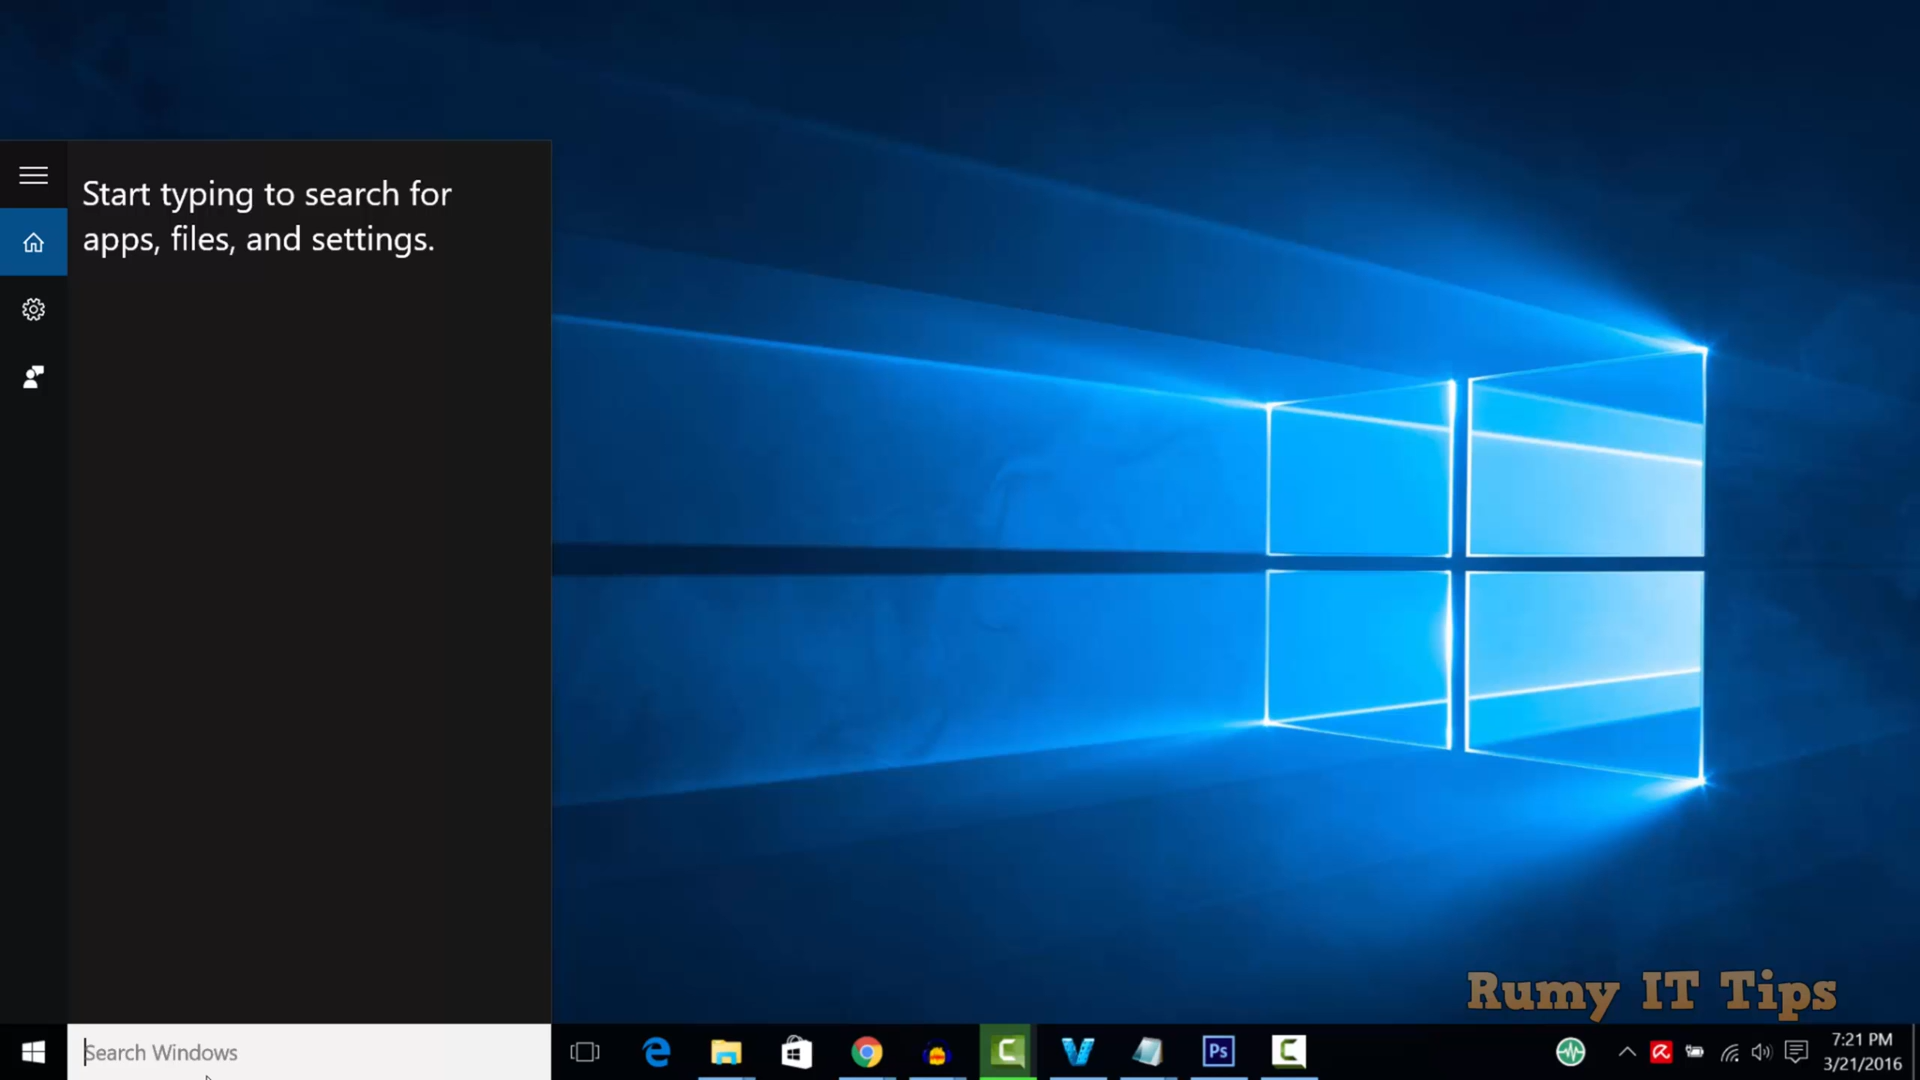 Start typing to search for
apps, files, and settings.
Search Windows
Ps
Rumy IT Tips
7:21 PM
3/21/2016